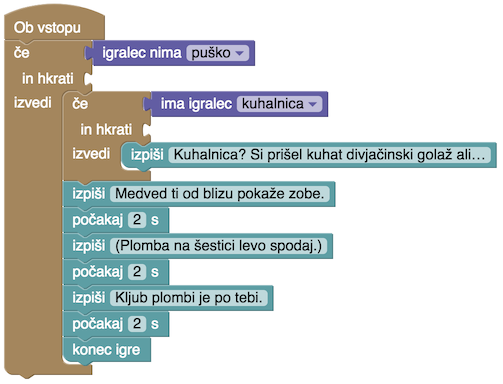 Ob vstopu
če igralec nima puško
in hkrati
izvedi če ima igralec kuhalnica
in hkrati
izvedi izpiši Kuhalnica? Si prišel kuhat divjačinski golaž ali…
izpiši Medved ti od blizu pokaže zobe.
počakaj 2 s
izpiši (Plomba na šestici levo spodaj.)
počakaj 2 s
izpiši Kljub plombi je po tebi.
počakaj 2 s
konec igre